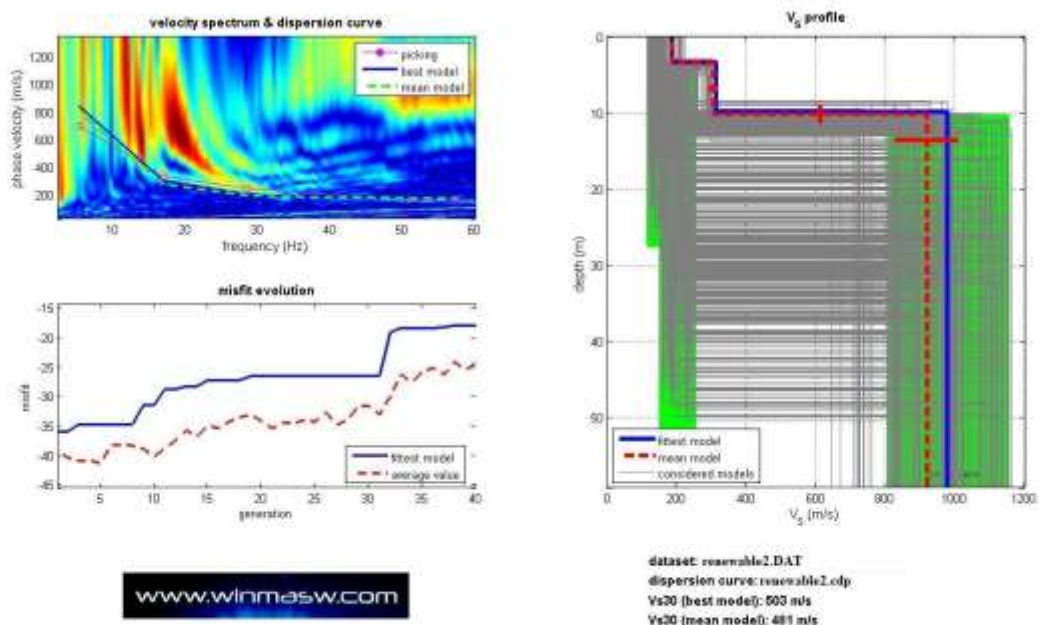 velocity spectrum & dispersion curve
phase velocity (m/s)
1200
1000
800
600
400
200
picking
best model
mean model
10
20
30
40
50
60
frequency (Hz)
misfit evolution
misfit
-15
-20
-25
-30
-35
-40
-45
fittest model
average value
5
10
15
20
25
30
35
40
generation
www.winmasw.com
VS profile
depth (m)
0
10
20
30
40
50
fittest model
mean model
considered models
0
200
400
600
800
1000
1200
VS (m/s)
dataset: renewable2.DAT
dispersion curve: renewable2.cdp
Vs30 (best model): 503 m/s
Vs30 (mean model): 481 m/s